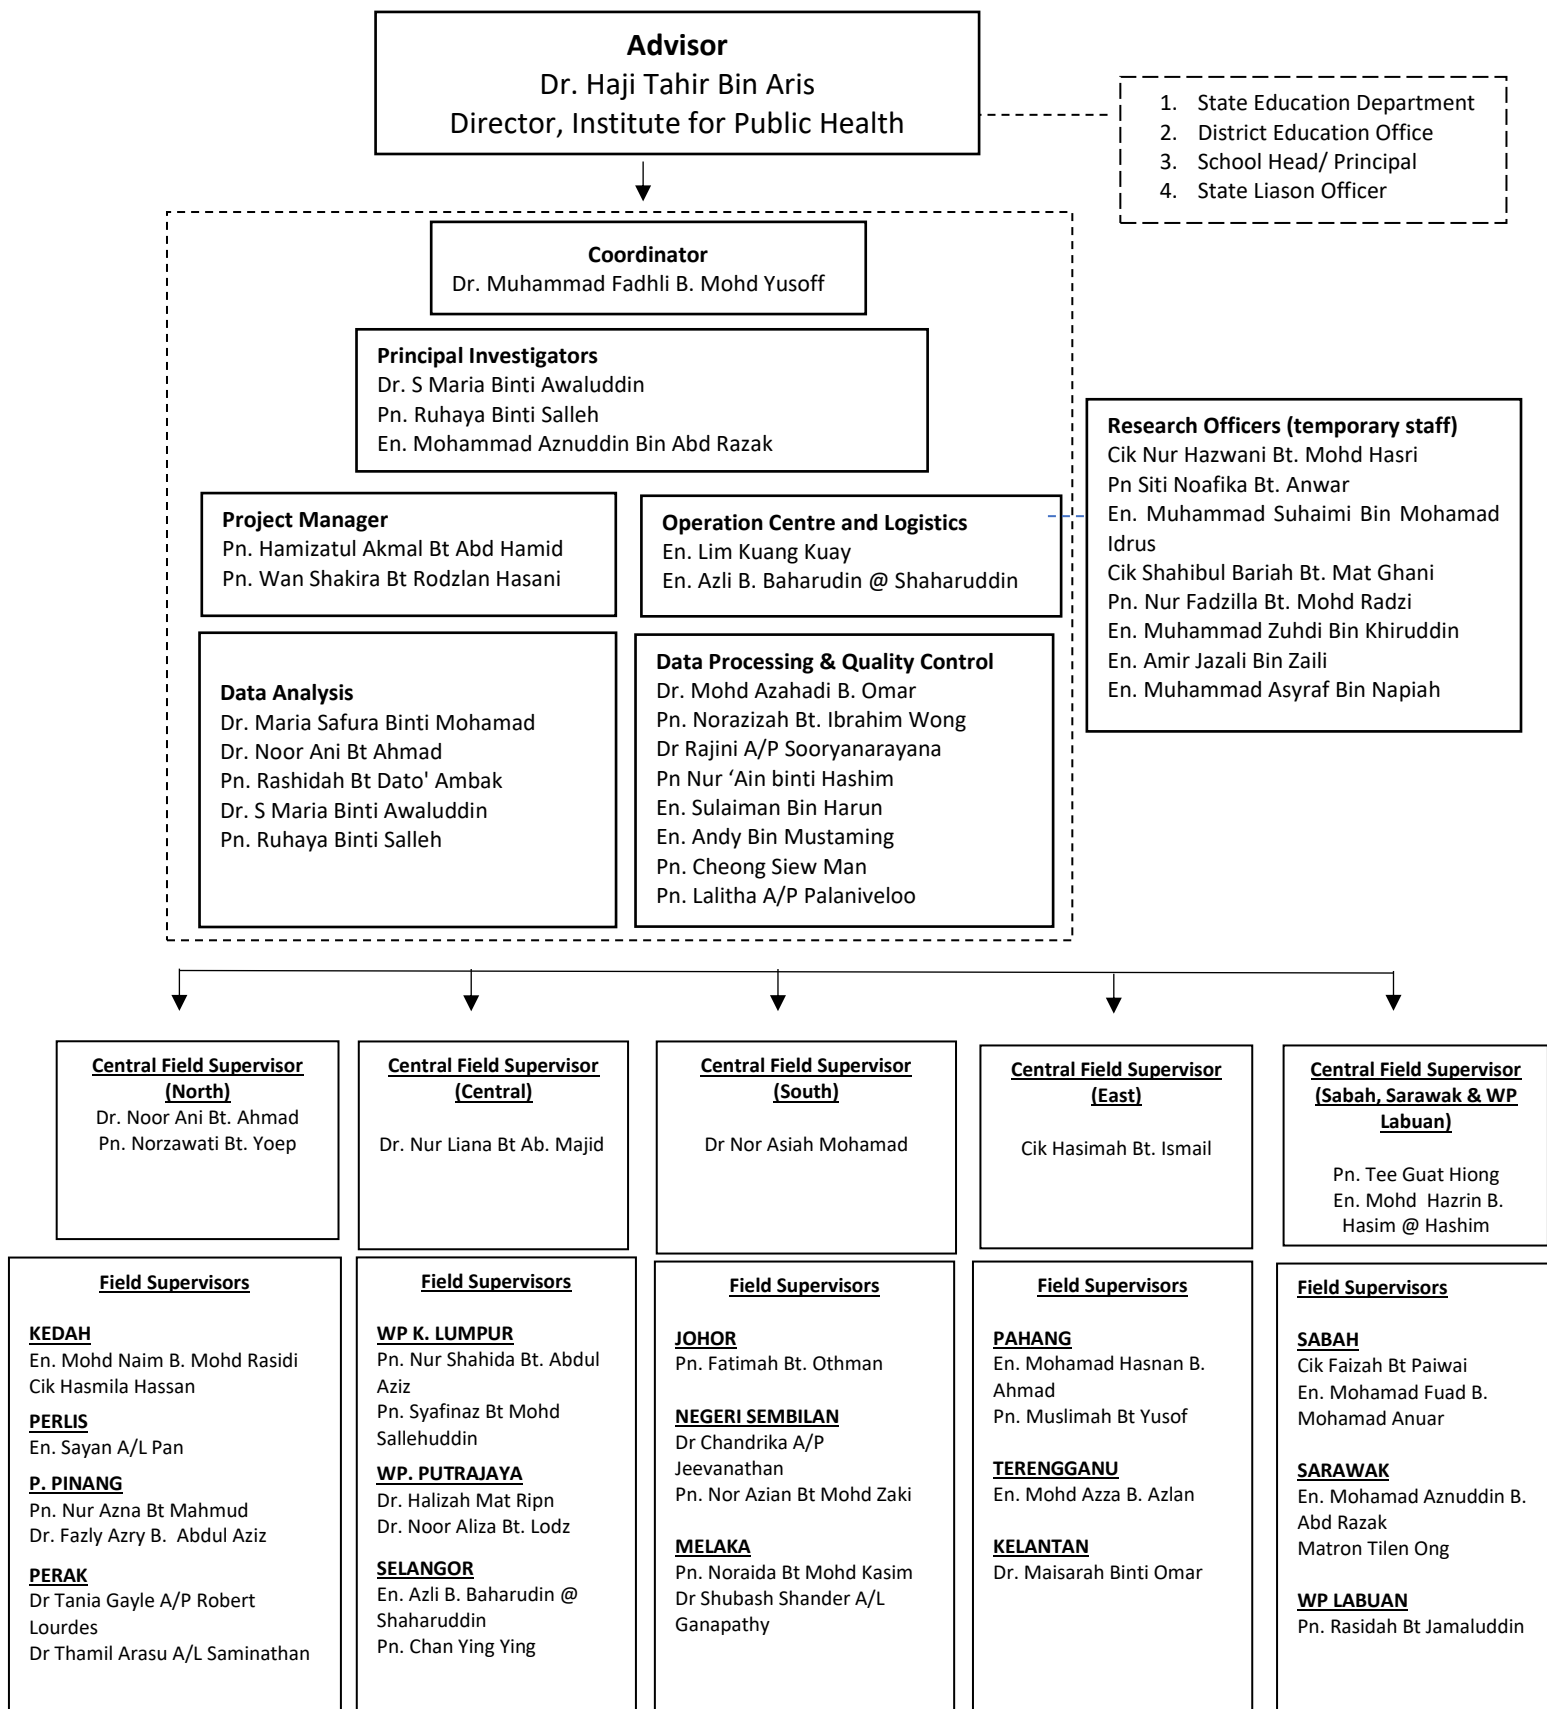 Advisor
Dr. Haji Tahir Bin Aris
Director, Institute for Public Health
1. State Education Department
2. District Education Office
3. School Head/ Principal
4. State Liason Officer
Coordinator
Dr. Muhammad Fadhli B. Mohd Yusoff
Principal Investigators
Dr. S Maria Binti Awaluddin
Pn. Ruhaya Binti Salleh
En. Mohammad Aznuddin Bin Abd Razak
Research Officers (temporary staff)
Cik Nur Hazwani Bt. Mohd Hasri
Pn Siti Noafika Bt. Anwar
En. Muhammad Suhaimi Bin Mohamad
Idrus
Cik Shahibul Bariah Bt. Mat Ghani
Pn. Nur Fadzilla Bt. Mohd Radzi
En. Muhammad Zuhdi Bin Khiruddin
En. Amir Jazali Bin Zaili
En. Muhammad Asyraf Bin Napiah
Project Manager
Pn. Hamizatul Akmal Bt Abd Hamid
Pn. Wan Shakira Bt Rodzlan Hasani
Operation Centre and Logistics
En. Lim Kuang Kuay
En. Azli B. Baharudin @ Shaharuddin
Data Analysis
Dr. Maria Safura Binti Mohamad
Dr. Noor Ani Bt Ahmad
Pn. Rashidah Bt Dato' Ambak
Dr. S Maria Binti Awaluddin
Pn. Ruhaya Binti Salleh
Data Processing & Quality Control
Dr. Mohd Azahadi B. Omar
Pn. Norazizah Bt. Ibrahim Wong
Dr Rajini A/P Sooryanarayana
Pn Nur ‘Ain binti Hashim
En. Sulaiman Bin Harun
En. Andy Bin Mustaming
Pn. Cheong Siew Man
Pn. Lalitha A/P Palaniveloo
Central Field Supervisor
(North)
Dr. Noor Ani Bt. Ahmad
Pn. Norzawati Bt. Yoep
Central Field Supervisor
(Central)
Dr. Nur Liana Bt Ab. Majid
Central Field Supervisor
(South)
Dr Nor Asiah Mohamad
Central Field Supervisor
(East)
Cik Hasimah Bt. Ismail
Central Field Supervisor
(Sabah, Sarawak & WP
Labuan)
Pn. Tee Guat Hiong
En. Mohd Hazrin B.
Hasim @ Hashim
Field Supervisors
KEDAH
En. Mohd Naim B. Mohd Rasidi
Cik Hasmila Hassan
PERLIS
En. Sayan A/L Pan
P. PINANG
Pn. Nur Azna Bt Mahmud
Dr. Fazly Azry B. Abdul Aziz
PERAK
Dr Tania Gayle A/P Robert
Lourdes
Dr Thamil Arasu A/L Saminathan
Field Supervisors
WP K. LUMPUR
Pn. Nur Shahida Bt. Abdul
Aziz
Pn. Syafinaz Bt Mohd
Sallehuddin
WP. PUTRAJAYA
Dr. Halizah Mat Ripn
Dr. Noor Aliza Bt. Lodz
SELANGOR
En. Azli B. Baharudin @
Shaharuddin
Pn. Chan Ying Ying
Field Supervisors
JOHOR
Pn. Fatimah Bt. Othman
NEGERI SEMBILAN
Dr Chandrika A/P
Jeevanathan
Pn. Nor Azian Bt Mohd Zaki
MELAKA
Pn. Noraida Bt Mohd Kasim
Dr Shubash Shander A/L
Ganapathy
Field Supervisors
PAHANG
En. Mohamad Hasnan B.
Ahmad
Pn. Muslimah Bt Yusof
TERENGGANU
En. Mohd Azza B. Azlan
KELANTAN
Dr. Maisarah Binti Omar
Field Supervisors
SABAH
Cik Faizah Bt Paiwai
En. Mohamad Fuad B.
Mohamad Anuar
SARAWAK
En. Mohamad Aznuddin B.
Abd Razak
Matron Tilen Ong
WP LABUAN
Pn. Rasidah Bt Jamaluddin